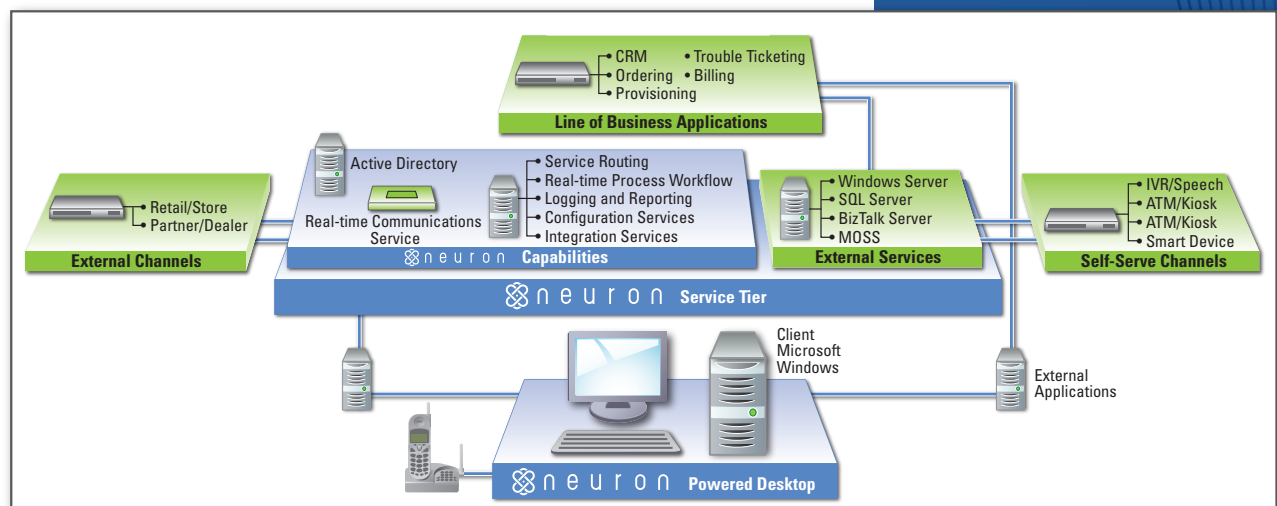 • CRM
• Ordering
• Provisioning
• Trouble Ticketing
• Billing
Line of Business Applications
Active Directory
Real-time Communications
Service
• Service Routing
• Real-time Process Workflow
• Logging and Reporting
• Configuration Services
• Integration Services
neuron Capabilities
• Retail/Store
• Partner/Dealer
External Channels
• Windows Server
• SQL Server
• BizTalk Server
• MOSS
External Services
• IVR/Speech
• ATM/Kiosk
• ATM/Kiosk
• Smart Device
Self-Serve Channels
neuron Service Tier
Client
Microsoft
Windows
External
Applications
neuron Powered Desktop